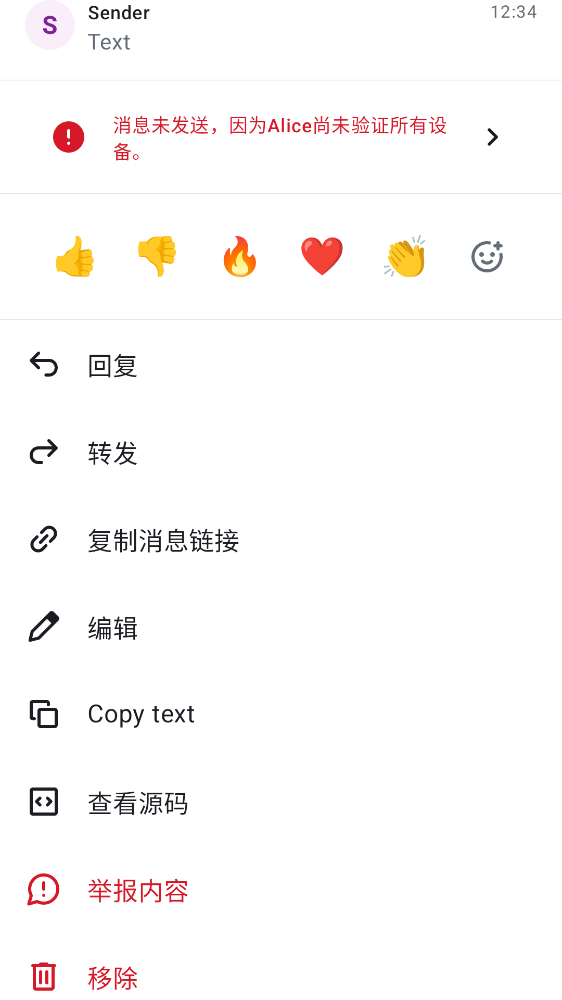 S
Sender
12:34
Text
消息未发送，因为Alice尚未验证所有设
备。
回复
转发
复制消息链接
编辑
Copy text
查看源码
举报内容
移除